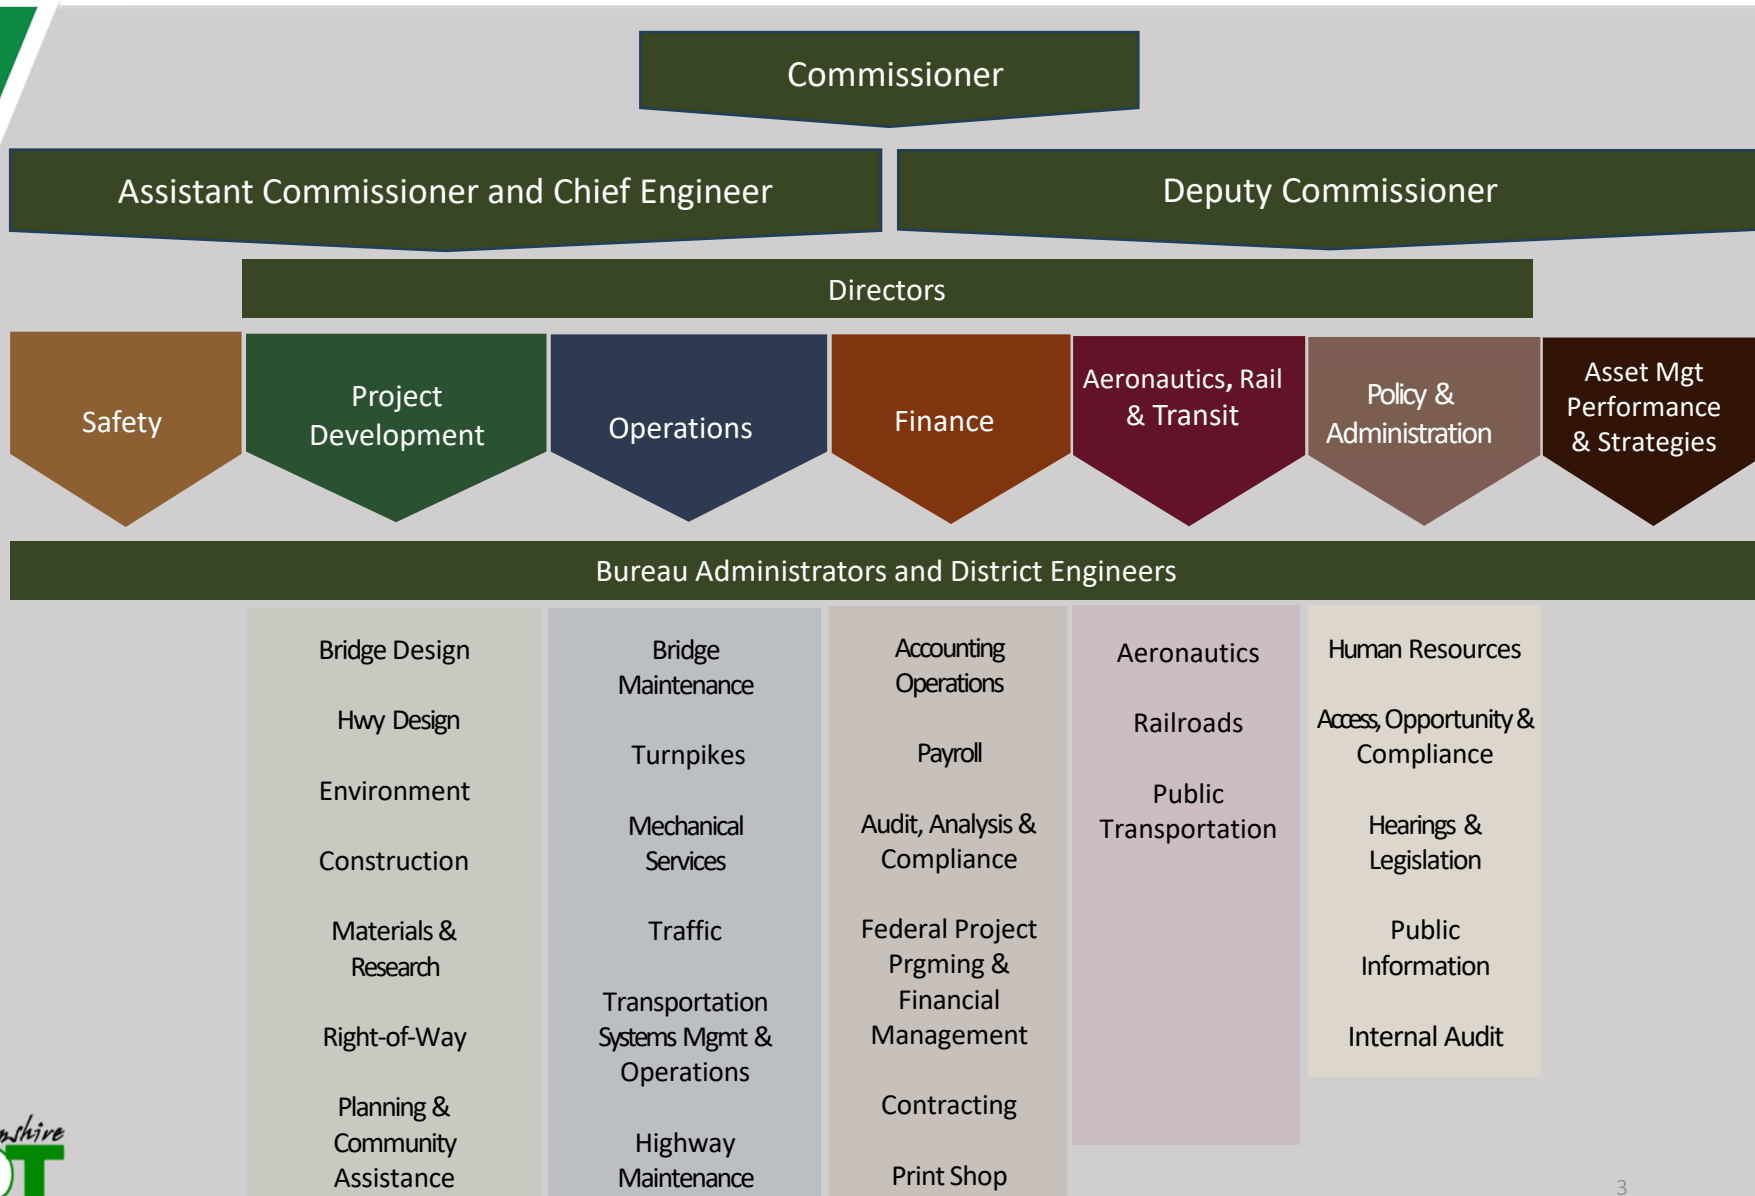 Commissioner
Assistant Commissioner and Chief Engineer
Deputy Commissioner
Directors
Safety
Project
Development
Operations
Finance
Aeronautics, Rail
& Transit
Policy &
Administration
Asset Mgt
Performance
& Strategies
Bureau Administrators and District Engineers
Bridge Design
Hwy Design
Environment
Construction
Materials &
Research
Right-of-Way
Planning &
Community
Assistance
Bridge
Maintenance
Turnpikes
Mechanical
Services
Traffic
Transportation
Systems Mgmt &
Operations
Highway
Maintenance
Accounting
Operations
Payroll
Audit, Analysis &
Compliance
Federal Project
Prgming &
Financial
Management
Contracting
Print Shop
Aeronautics
Railroads
Public
Transportation
Human Resources
Access, Opportunity &
Compliance
Hearings &
Legislation
Public
Information
Internal Audit
3